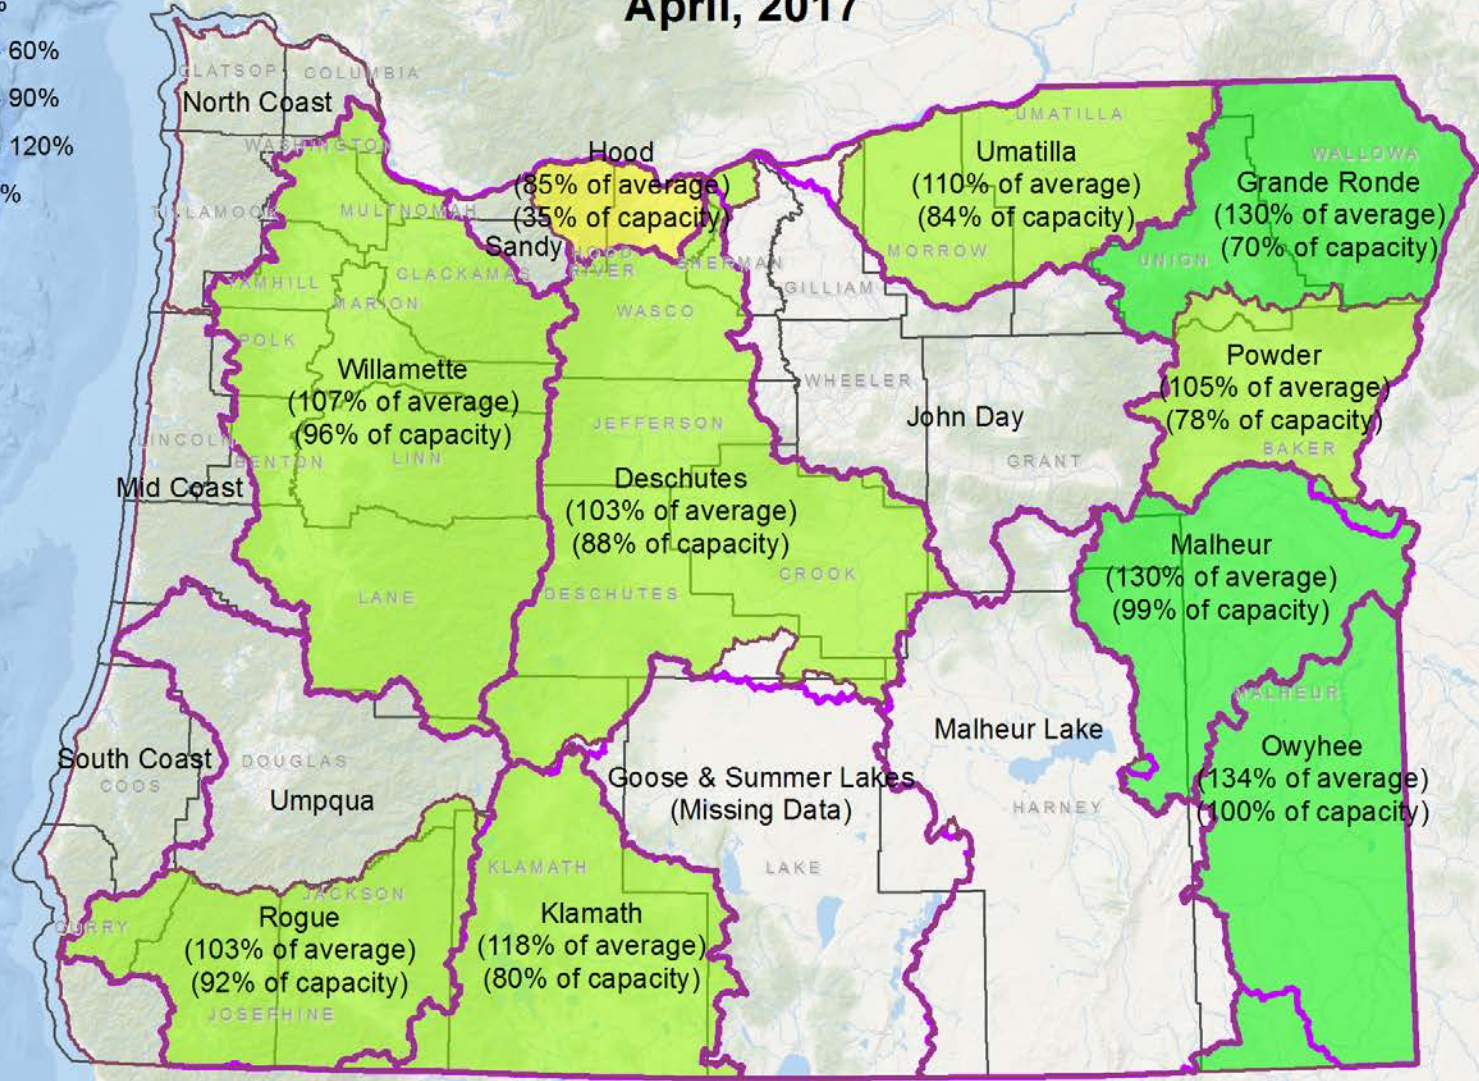 April, 2017
60%
90%
120%
%
CLATSOP
COLUMBIA
North Coast
WASHINGTON
TILLAMOOK
MULTNOMAH
Hood
(85% of average)
(35% of capacity)
Sandy
HOOD
RIVER
SHERMAN
UMATILLA
Umatilla
(110% of average)
(84% of capacity)
MORROW
WALLOWA
Grande Ronde
(130% of average)
(70% of capacity)
UNION
YAMHILL
CLACKAMAS
MARION
WASCO
GILLIAM
POLK
Willamette
(107% of average)
(96% of capacity)
JEFFERSON
WHEELER
John Day
GRANT
Powder
(105% of average)
(78% of capacity)
BAKER
LINCOLN
BENTON
LINN
Mid Coast
Deschutes
(103% of average)
(88% of capacity)
CROOK
LANE
DESCHUTES
Malheur
(130% of average)
(99% of capacity)
MALHEUR
South Coast
COOS
DOUGLAS
Umpqua
Goose & Summer Lakes
(Missing Data)
Malheur Lake
HARNEY
Owyhee
(134% of average)
(100% of capacity)
KLAMATH
LAKE
JACKSON
CURRY
Rogue
(103% of average)
(92% of capacity)
JOSEPHINE
Klamath
(118% of average)
(80% of capacity)